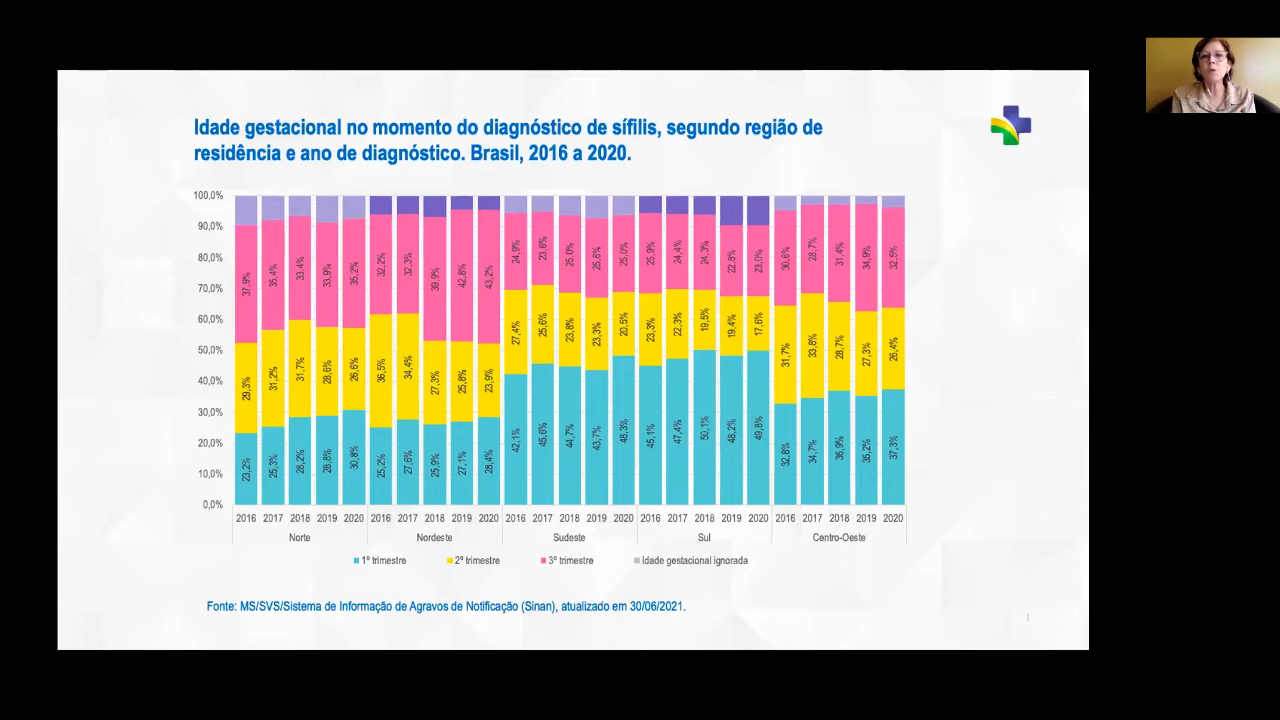 Idade gestacional no momento do diagnóstico de sífilis, segundo região de
residência e ano de diagnóstico. Brasil, 2016 a 2020.
100,0%
90,0%
80,0%
70,0%
60,0%
50,0%
40,0%
30,0%
20,0%
10,0%
0,0%
37,9% 35,4% 33,4% 33,9% 35,2% 32,2% 32,3% 39,9% 42,8% 43,2% 24,9% 23,6% 25,0% 25,6% 25,0% 25,9% 24,4% 24,3% 22,8% 23,0% 30,6% 28,7% 31,4% 34,9% 32,5%
29,3% 31,2% 31,7% 28,6% 26,6% 36,5% 34,4% 27,3% 25,8% 23,9% 27,4% 25,6% 23,8% 23,3% 20,5% 23,3% 22,3% 19,5% 19,4% 17,6% 31,7% 33,8% 28,7% 27,3% 26,4%
23,2% 25,3% 28,2% 28,8% 30,8% 25,2% 27,6% 25,9% 27,1% 28,4% 42,1% 45,6% 44,7% 43,7% 48,3% 45,1% 47,4% 50,1% 48,2% 49,8% 32,8% 34,7% 36,9% 35,2% 37,3%
2016 2017 2018 2019 2020 2016 2017 2018 2019 2020 2016 2017 2018 2019 2020 2016 2017 2018 2019 2020 2016 2017 2018 2019 2020
Norte Nordeste Sudeste Sul Centro-Oeste
1º trimestre 2º trimestre 3º trimestre Idade gestacional ignorada
Fonte: MS/SVS/Sistema de Informação de Agravos de Notificação (Sinan), atualizado em 30/06/2021.